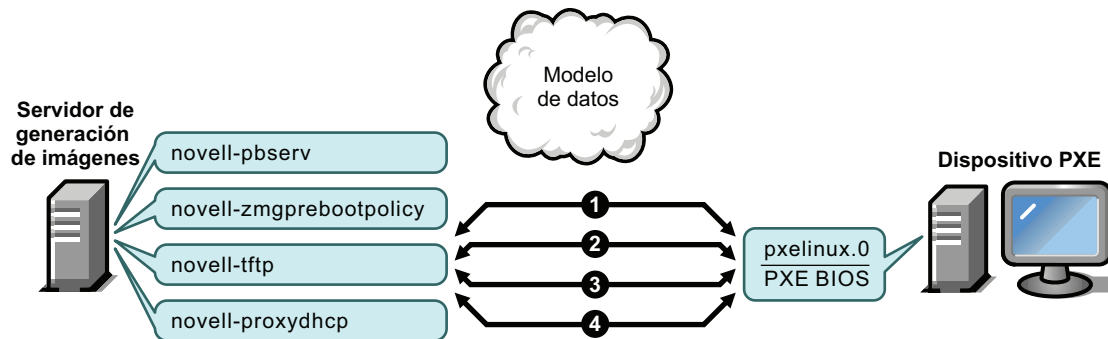 Modelo
de datos
Servidor de
generación
de imágenes
novell-pbserv
novell-zmgprebootpolicy
novell-tftp
novell-proxydhcp
1
2
3
4
Dispositivo PXE
pxelinux.0
PXE BIOS